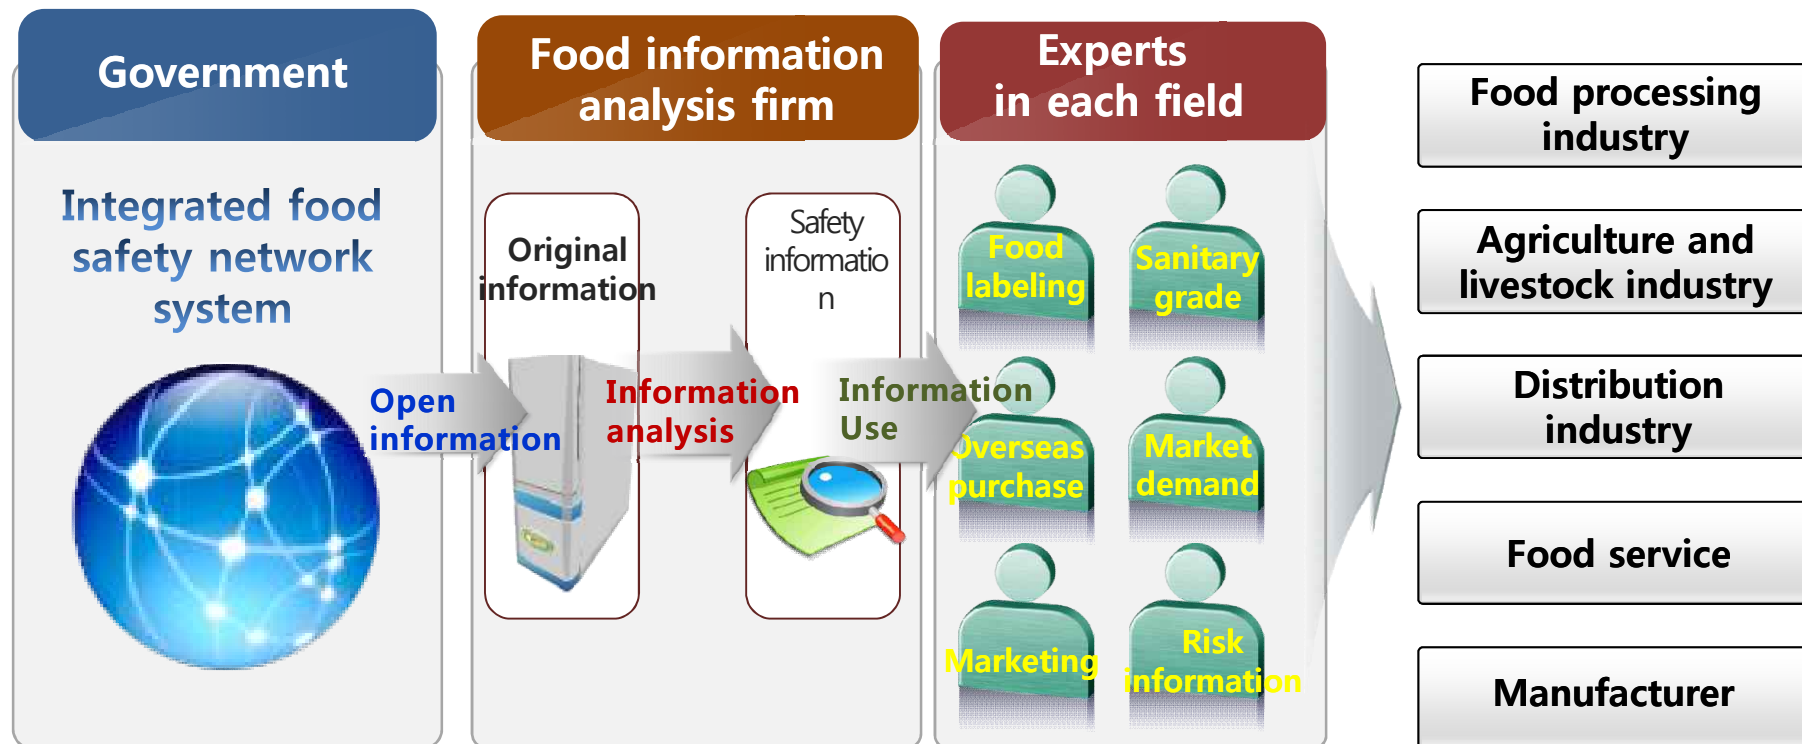 Government
Integrated food
safety network
system
Open
information
Food information
analysis firm
Original
information
Information
analysis
Safety
informatio
n
Information
Use
Experts
in each field
Food
labeling
Sanitary
grade
Overseas
purchase
Market
demand
Marketing
Risk
information
Food processing
industry
Agriculture and
livestock industry
Distribution
industry
Food service
Manufacturer